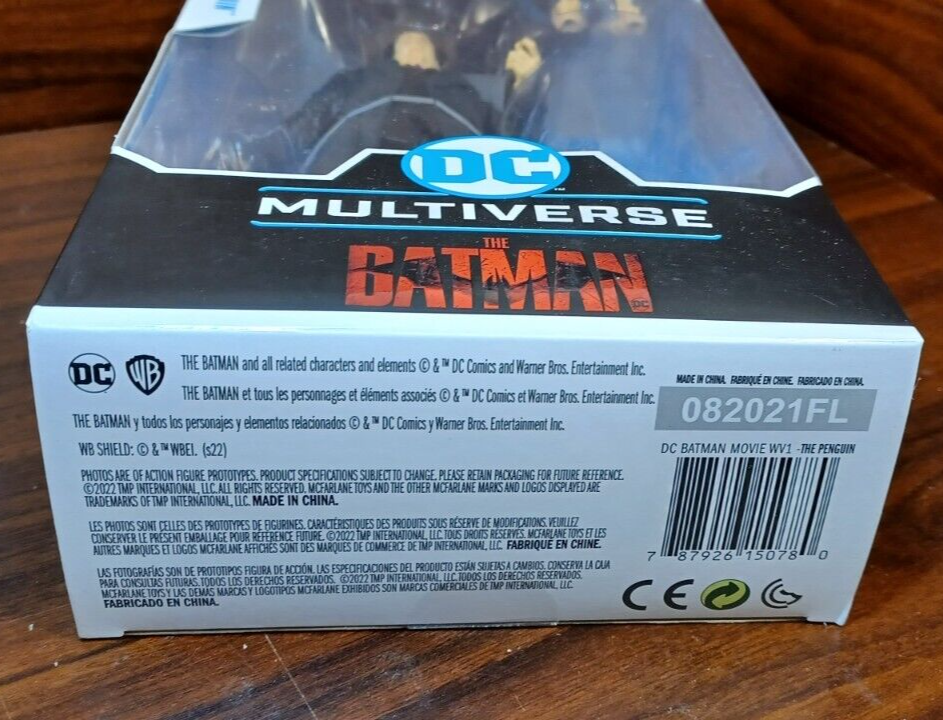 DC
™
MULTIVERSE
THE
BATMAN
DC
DC WB THE BATMAN and all related characters and elements © & ™ DC Comics and Warner Bros. Entertainment Inc.
THE BATMAN et tous les personnages et éléments associés © & ™ DC Comics et Warner Bros. Entertainment Inc.
THE BATMAN y todos los personajes y elementos relacionados © & ™ DC Comics y Warner Bros. Entertainment Inc.
WB SHIELD: © & ™ WBEI. (s22)
PHOTOS ARE OF ACTION FIGURE PROTOTYPES. PRODUCT SPECIFICATIONS SUBJECT TO CHANGE. PLEASE RETAIN PACKAGING FOR FUTURE REFERENCE.
©2022 TMP INTERNATIONAL, LLC. ALL RIGHTS RESERVED. MCFARLANE TOYS AND THE OTHER MCFARLANE MARKS AND LOGOS DISPLAYED ARE
TRADEMARKS OF TMP INTERNATIONAL, LLC. MADE IN CHINA.
LES PHOTOS SONT CELLES DES PROTOTYPES DE FIGURINES. CARACTÉRISTIQUES DES PRODUITS SOUS RÉSERVE DE MODIFICATIONS. VEUILLEZ
CONSERVER LE PRÉSENT EMBALLAGE POUR RÉFÉRENCE FUTURE. ©2022 TMP INTERNATIONAL, LLC. TOUS DROITS RESERVÉS. MCFARLANE TOYS ET LES
AUTRES MARQUES ET LOGOS MCFARLANE AFFICHÉS SONT DES MARQUES DE COMMERCE DE TMP INTERNATIONAL, LLC. FABRIQUÉ EN CHINE.
LAS FOTOGRAFÍAS SON DE PROTOTIPOS FIGURA DE ACCIÓN. LAS ESPECIFICACIONES DEL PRODUCTO ESTÁN SUJETAS A CAMBIOS. CONSERVA LA CAJA
PARA CONSULTAS FUTURAS. TODOS LOS DERECHOS RESERVADOS. ©2022 TMP INTERNATIONAL, LLC. TODOS LOS DERECHOS RESERVADOS.
MCFARLANE TOYS Y LAS DEMÁS MARCAS Y LOGOTIPOS MCFARLANE EXHIBIDOS SON MARCAS COMERCIALES DE TMP INTERNATIONAL, LLC.
FABRICADO EN CHINA.
MADE IN CHINA. FABRIQUÉ EN CHINE. FABRICADO EN CHINA.
082021FL
DC BATMAN MOVIE WV1 -THE PENGUIN
7 87926 15078 0
CE